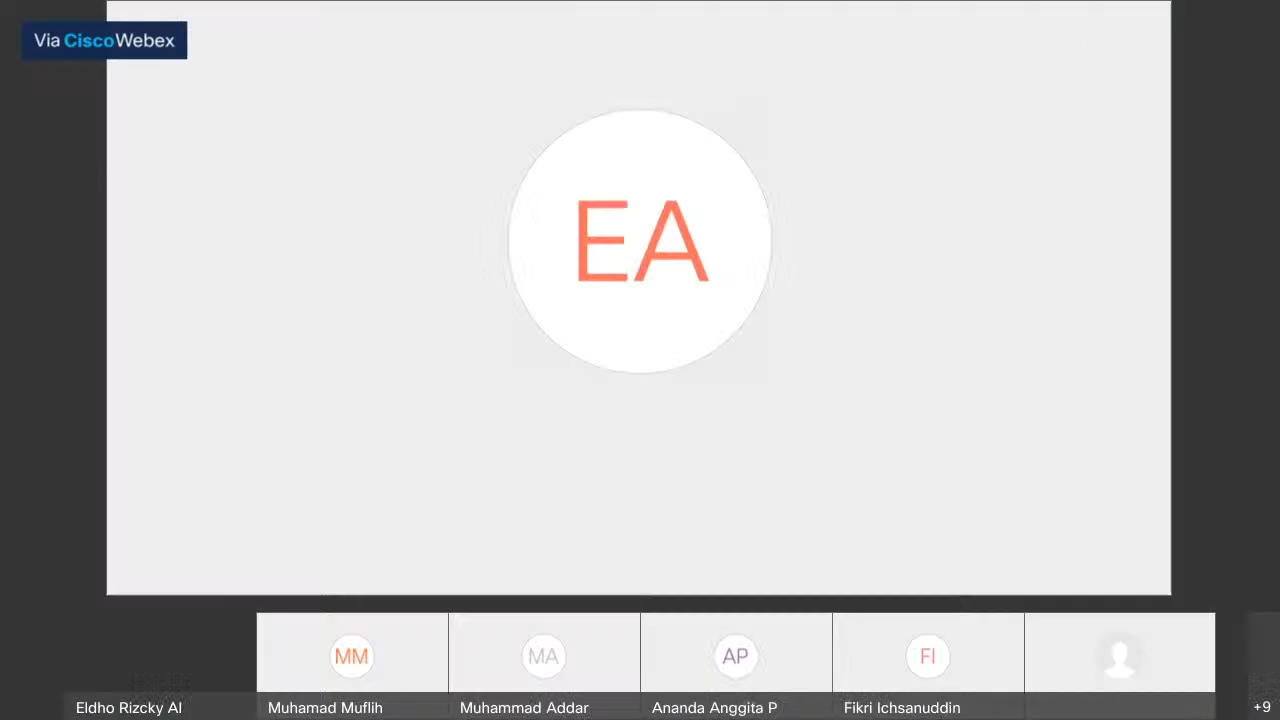 Via CiscoWebex
EA
MM
MA
AP
FI
Eldho Rizcky Al
Muhamad Muflih
Muhammad Addar
Ananda Anggita P
Fikri Ichsanuddin
+9